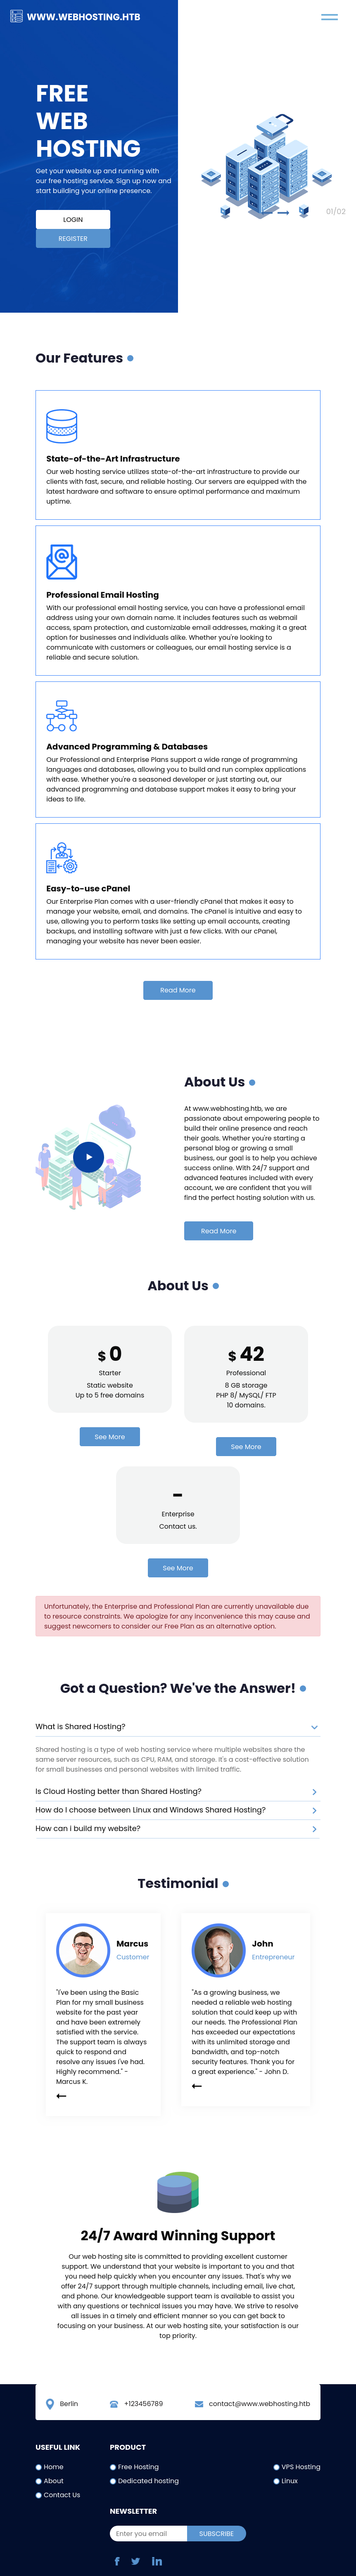 WWW.WEBHOSTING.HTB
FREE
WEB
HOSTING
Get your website up and running with
our free hosting service. Sign up now and
start building your online presence.
LOGIN
REGISTER
01/02
Our Features
State-of-the-Art Infrastructure
Our web hosting service utilizes state-of-the-art infrastructure to provide our
clients with fast, secure, and reliable hosting. Our servers are equipped with the
latest hardware and software to ensure optimal performance and maximum
uptime.
Professional Email Hosting
With our professional email hosting service, you can have a professional email
address using your own domain name. It includes features such as webmail
access, spam protection, and customizable email addresses, making it a great
option for businesses and individuals alike. Whether you're looking to
communicate with customers or colleagues, our email hosting service is a
reliable and secure solution.
Advanced Programming & Databases
Our Professional and Enterprise Plans support a wide range of programming
languages and databases, allowing you to build and run complex applications
with ease. Whether you're a seasoned developer or just starting out, our
advanced programming and database support makes it easy to bring your
ideas to life.
Easy-to-use cPanel
Our Enterprise Plan comes with a user-friendly cPanel that makes it easy to
manage your website, email, and domains. The cPanel is intuitive and easy to
use, allowing you to perform tasks like setting up email accounts, creating
backups, and installing software with just a few clicks. With our cPanel,
managing your website has never been easier.
Read More
About Us
At www.webhosting.htb, we are
passionate about empowering people to
build their online presence and reach
their goals. Whether you're starting a
personal blog or growing a small
business, our goal is to help you achieve
success online. With 24/7 support and
advanced features included with every
account, we are confident that you will
find the perfect hosting solution with us.
Read More
About Us
$ 0
Starter
Static website
Up to 5 free domains
See More
$ 42
Professional
8 GB storage
PHP 8/ MySQL/ FTP
10 domains.
See More
-
Enterprise
Contact us.
See More
Unfortunately, the Enterprise and Professional Plan are currently unavailable due
to resource constraints. We apologize for any inconvenience this may cause and
suggest newcomers to consider our Free Plan as an alternative option.
Got a Question? We've the Answer!
What is Shared Hosting?
Shared hosting is a type of web hosting service where multiple websites share the
same server resources, such as CPU, RAM, and storage. It's a cost-effective solution
for small businesses and personal websites with limited traffic.
Is Cloud Hosting better than Shared Hosting?
How do I choose between Linux and Windows Shared Hosting?
How can i build my website?
Testimonial
Marcus
Customer
"I've been using the Basic
Plan for my small business
website for the past year
and have been extremely
satisfied with the service.
The support team is always
quick to respond and
resolve any issues I've had.
Highly recommend." -
Marcus K.
John
Entrepreneur
"As a growing business, we
needed a reliable web hosting
solution that could keep up with
our needs. The Professional Plan
has exceeded our expectations
with its unlimited storage and
bandwidth, and top-notch
security features. Thank you for
a great experience." - John D.
24/7 Award Winning Support
Our web hosting site is committed to providing excellent customer
support. We understand that your website is important to you and that
you need help quickly when you encounter any issues. That's why we
offer 24/7 support through multiple channels, including email, live chat,
and phone. Our knowledgeable support team is available to assist you
with any questions or technical issues you may have. We strive to resolve
all issues in a timely and efficient manner so you can get back to
focusing on your business. At our web hosting site, your satisfaction is our
top priority.
Berlin
+123456789
contact@www.webhosting.htb
USEFUL LINK
Home
About
Contact Us
PRODUCT
Free Hosting
Dedicated hosting
VPS Hosting
Linux
NEWSLETTER
Enter you email
SUBSCRIBE